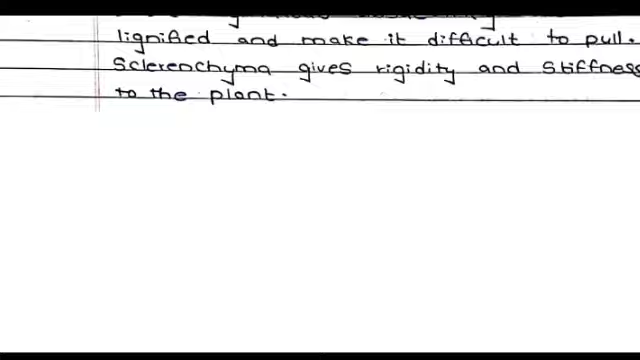 lignified and make it difficult to pull.
Sclerenchyma gives rigidity and stiffness
to the plant.